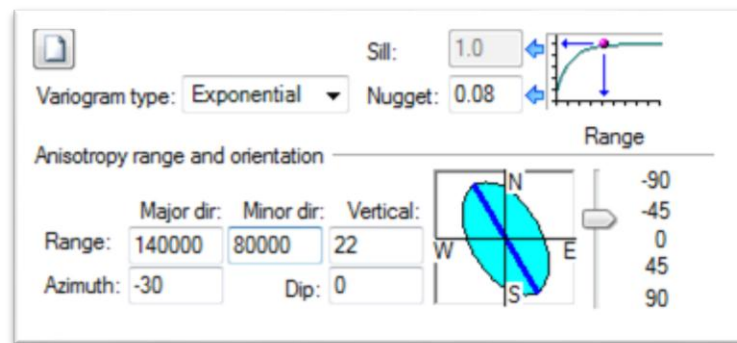 Sill: 1.0
Variogram type: Exponential Nugget: 0.08
Range
Anisotropy range and orientation
Major dir: Minor dir: Vertical:
Range: 140000 80000 22
Azimuth: -30 Dip: 0
N
W E
S
-90
-45
0
45
90